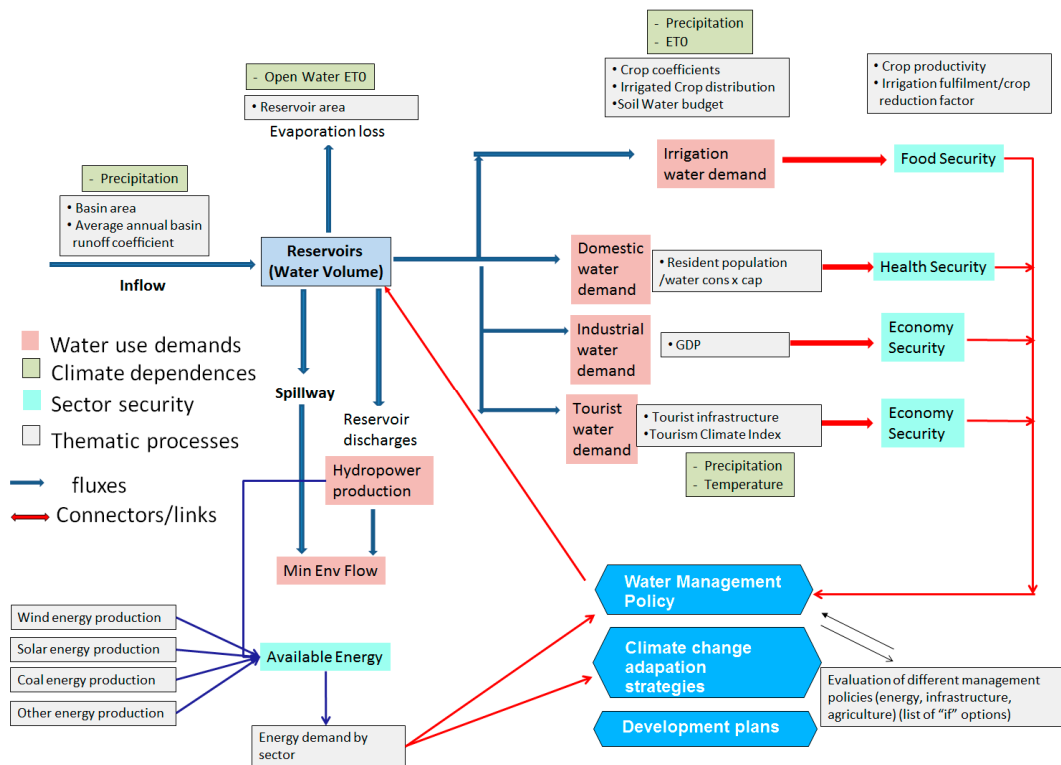 - Precipitation
- ET0
- Open Water ET0
• Crop coefficients
• Irrigated Crop distribution
•Soil Water budget
• Crop productivity
• Irrigation fulfilment/crop
reduction factor
• Reservoir area
Evaporation loss
Irrigation
water demand
Food Security
- Precipitation
• Basin area
• Average annual basin
runoff coefficient
Reservoirs
(Water Volume)
Inflow
Domestic
water
demand
• Resident population
/water cons x cap
Health Security
Industrial
water
demand
• GDP
Economy
Security
Tourist
water
demand
• Tourist infrastructure
•Tourism Climate Index
Economy
Security
- Precipitation
- Temperature
Water use demands
Climate dependences
Sector security
Thematic processes
fluxes
Connectors/links
Spillway
Reservoir
discharges
Hydropower
production
Min Env Flow
Wind energy production
Solar energy production
Coal energy production
Other energy production
Available Energy
Energy demand by
sector
Water Management
Policy
Climate change
adapation
strategies
Development plans
Evaluation of different management
policies (energy, infrastructure,
agriculture) (list of "if" options)